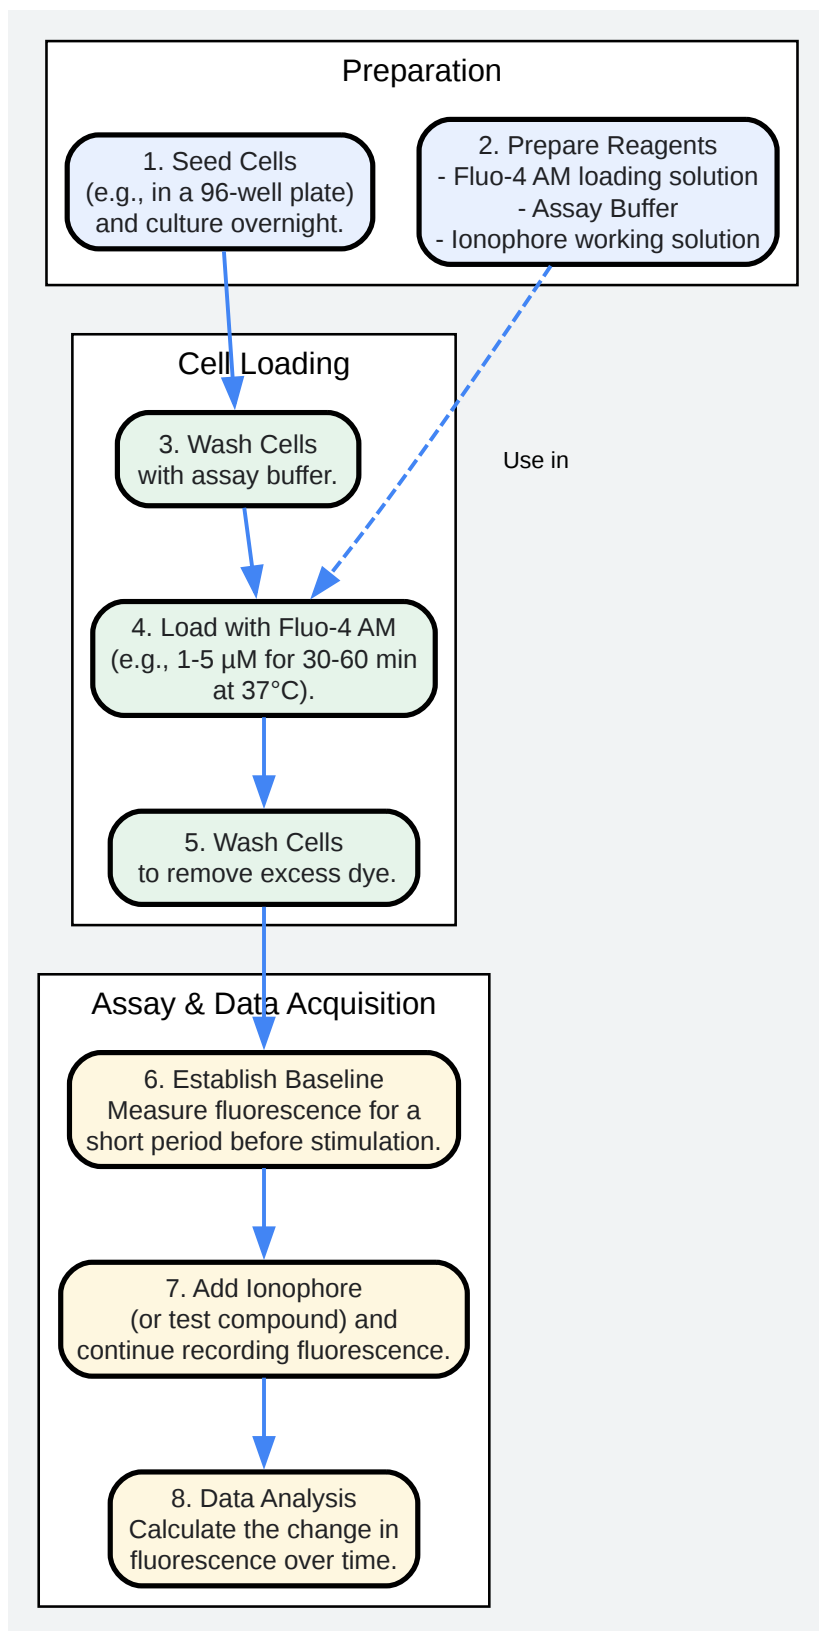 Preparation
1. Seed Cells
(e.g., in a 96-well plate)
and culture overnight.
2. Prepare Reagents
- Fluo-4 AM loading solution
- Assay Buffer
- Ionophore working solution
Cell Loading
3. Wash Cells
with assay buffer.
Use in
4. Load with Fluo-4 AM
(e.g., 1-5 µM for 30-60 min
at 37°C).
5. Wash Cells
to remove excess dye.
Assay & Data Acquisition
6. Establish Baseline
Measure fluorescence for a
short period before stimulation.
7. Add Ionophore
(or test compound) and
continue recording fluorescence.
8. Data Analysis
Calculate the change in
fluorescence over time.